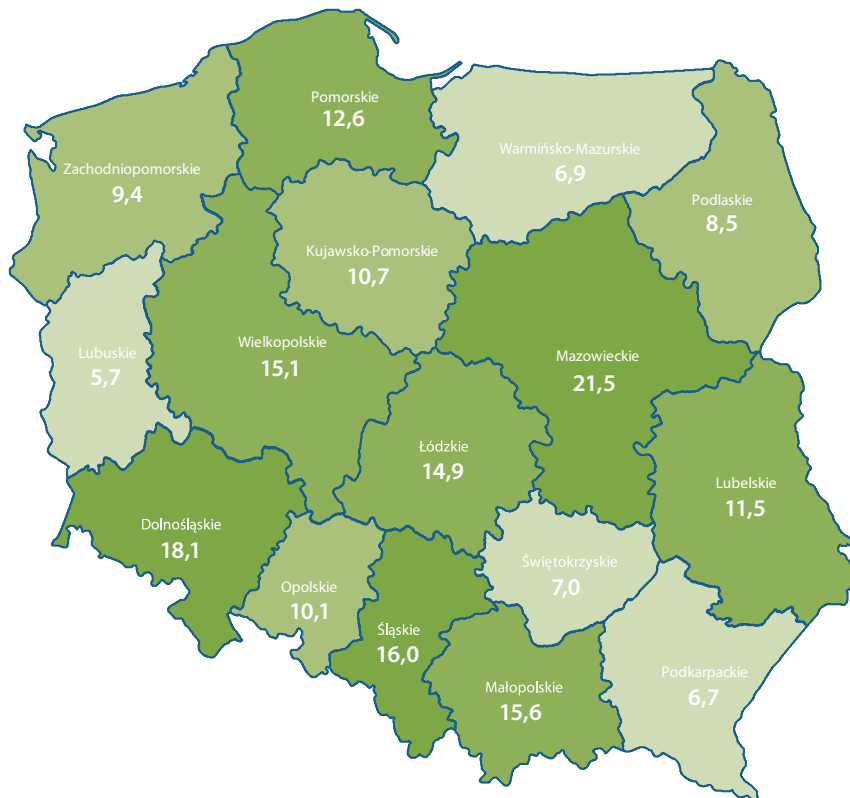 Pomorskie
12,6
Warmińsko-Mazurskie
6,9
Zachodniopomorskie
9,4
Podlaskie
8,5
Kujawsko-Pomorskie
10,7
Wielkopolskie
15,1
Lubuskie
5,7
Mazowieckie
21,5
Łódzkie
14,9
Lubelskie
11,5
Dolnośląskie
18,1
Świętokrzyskie
7,0
Opolskie
10,1
Śląskie
16,0
Małopolskie
15,6
Podkarpackie
6,7